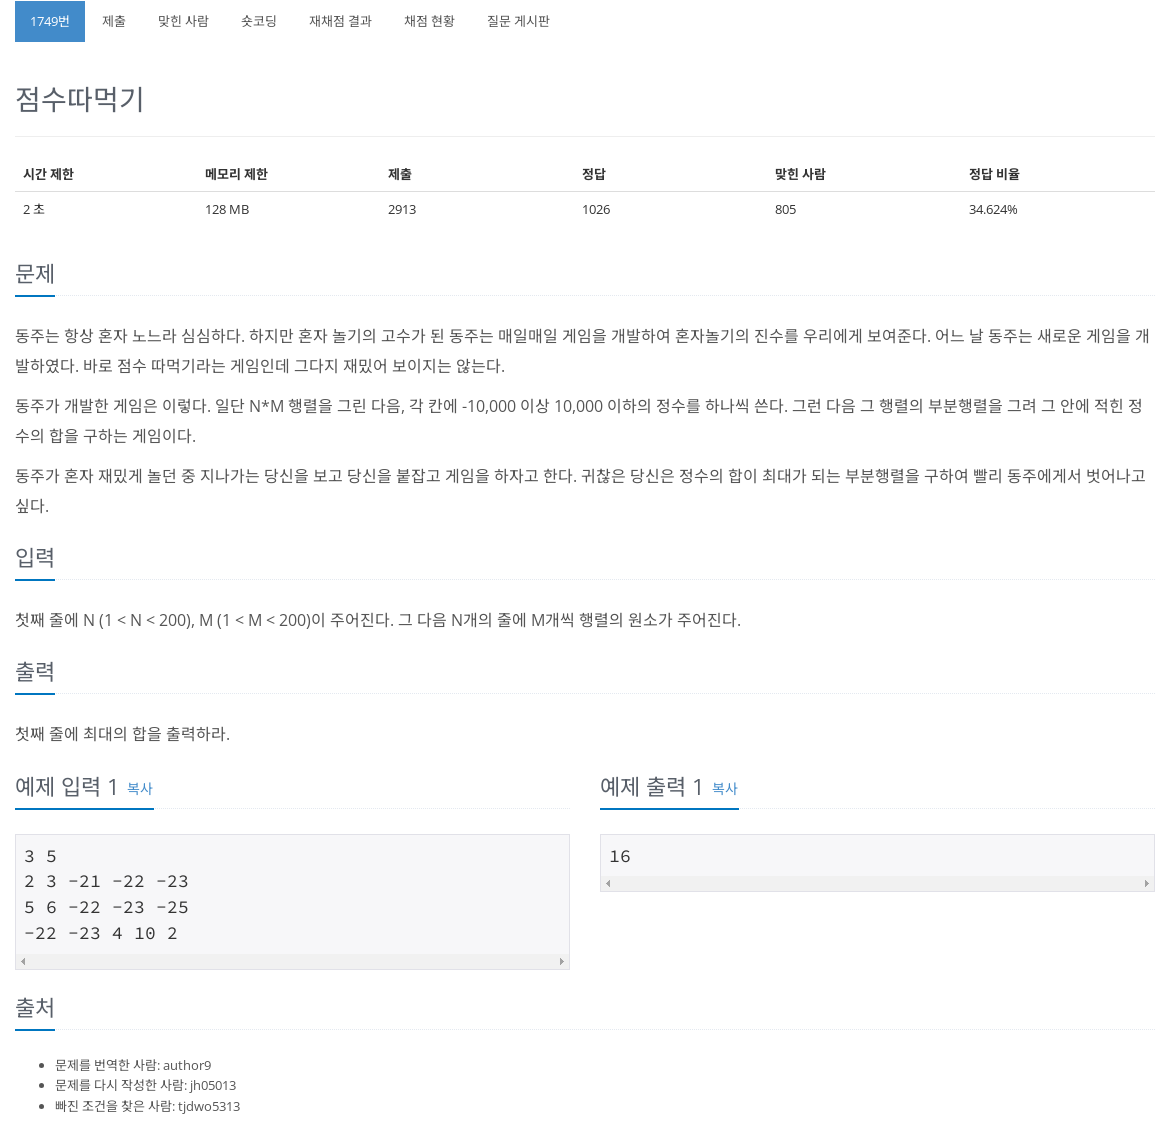 1749번 제출 맞힌 사람 숏코딩 재채점 결과 채점 현황 질문 게시판
점수따먹기
시간 제한 메모리 제한 제출 정답 맞힌 사람 정답 비율
2 초 128 MB 2913 1026 805 34.624%
문제
동주는 항상 혼자 노느라 심심하다. 하지만 혼자 놀기의 고수가 된 동주는 매일매일 게임을 개발하여 혼자놀기의 진수를 우리에게 보여준다. 어느 날 동주는 새로운 게임을 개
발하였다. 바로 점수 따먹기라는 게임인데 그다지 재밌어 보이지는 않는다.
동주가 개발한 게임은 이렇다. 일단 N*M 행렬을 그린 다음, 각 칸에 -10,000 이상 10,000 이하의 정수를 하나씩 쓴다. 그런 다음 그 행렬의 부분행렬을 그려 그 안에 적힌 정
수의 합을 구하는 게임이다.
동주가 혼자 재밌게 놀던 중 지나가는 당신을 보고 당신을 붙잡고 게임을 하자고 한다. 귀찮은 당신은 정수의 합이 최대가 되는 부분행렬을 구하여 빨리 동주에게서 벗어나고
싶다.
입력
첫째 줄에 N (1 < N < 200), M (1 < M < 200)이 주어진다. 그 다음 N개의 줄에 M개씩 행렬의 원소가 주어진다.
출력
첫째 줄에 최대의 합을 출력하라.
예제 입력 1 복사
3 5
2 3 -21 -22 -23
5 6 -22 -23 -25
-22 -23 4 10 2
예제 출력 1 복사
16
출처
문제를 번역한 사람: author9
문제를 다시 작성한 사람: jh05013
빠진 조건을 찾은 사람: tjdwo5313